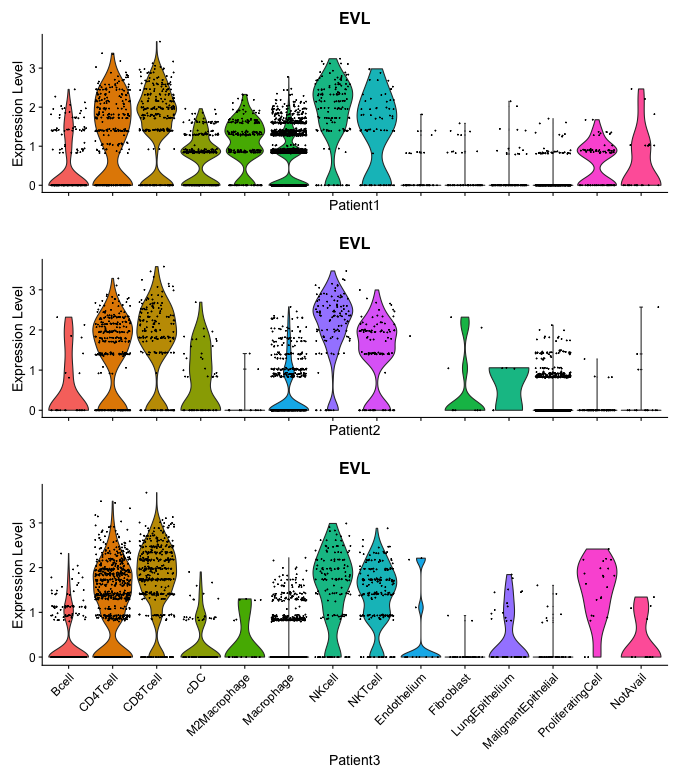 EVL
Expression Level
3
2
1
0
Patient1
EVL
Expression Level
3
2
1
0
Patient2
EVL
Expression Level
3
2
1
0
Bcell
CD4Tcell
CD8Tcell
cDC
M2Macrophage
Macrophage
NKcell
NKTcell
Endothelium
Fibroblast
LungEpithelium
MalignantEpithelial
ProliferatingCell
NotAvail
Patient3